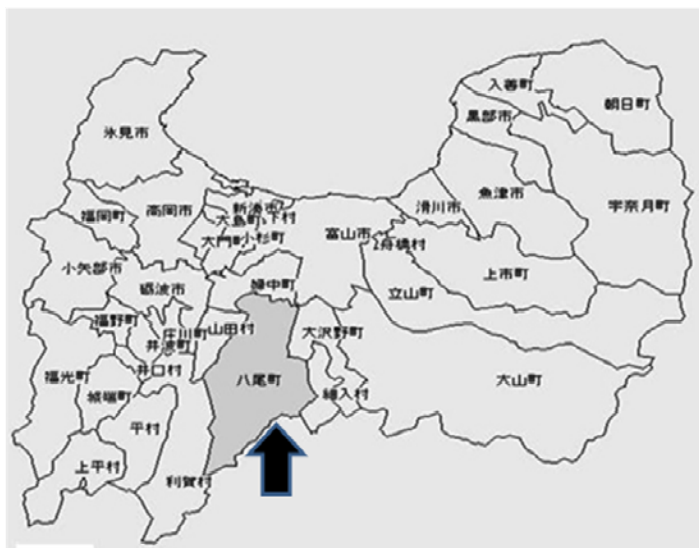 入善町
朝日町
黒部市
氷見市
宇奈月町
魚津市
滑川市
新湊市
下村
福岡町
高岡市
大島町
大門町
小杉町
富山市
舟橋村
上市町
小矢部市
砺波市
婦中町
立山町
福野町
庄川町
山田村
大沢野町
井波町
井口村
福光町
城端町
八尾町
細入村
大山町
平村
上平村
利賀村